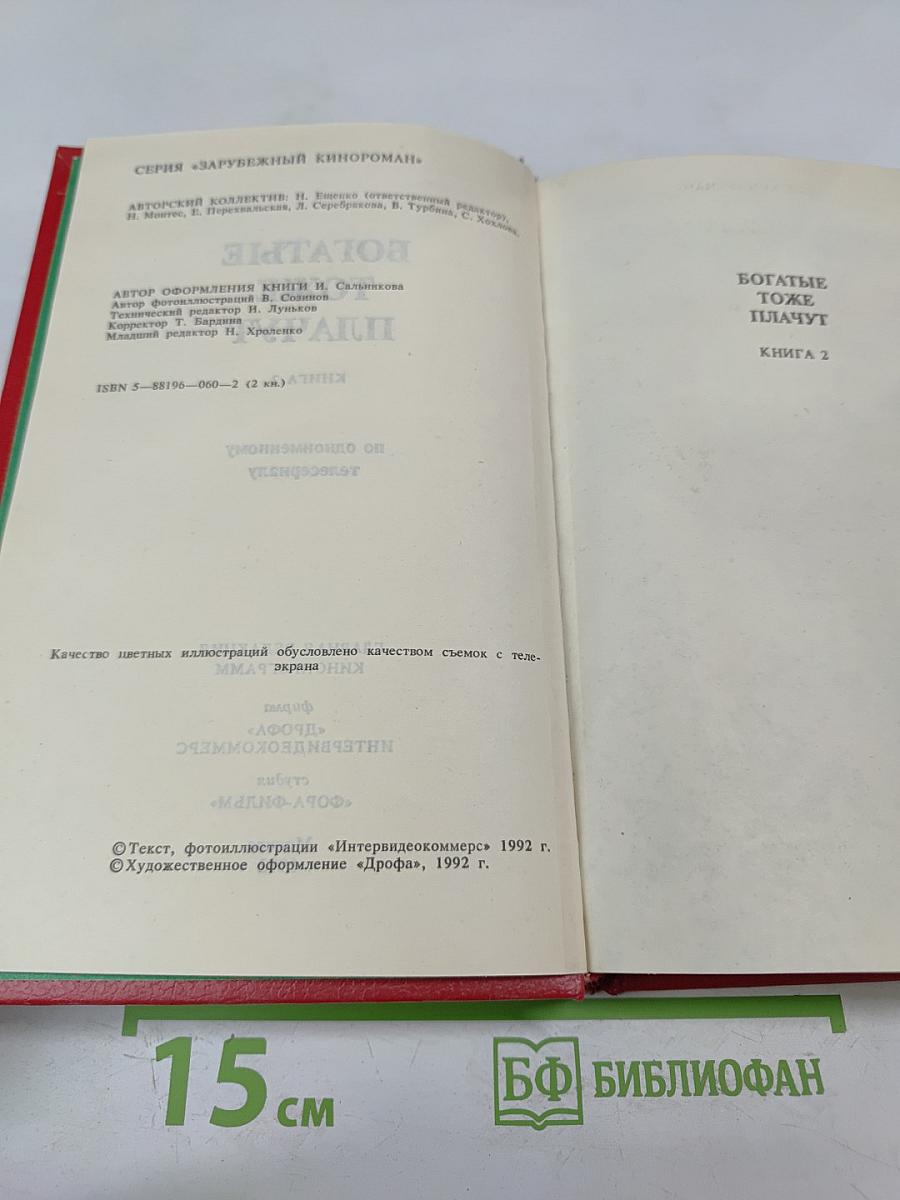 СЕРИЯ «ЗАРУБЕЖНЫЙ КИНОРОМАН»
АВТОРСКИЙ КОЛЛЕКТИВ: Н. Ещенко (ответственный редактор),
Н. Монтес, Е. Перехвальская, Л. Серебрякова, В. Турбина, С. Хохлова.
АВТОР ОФОРМЛЕНИЯ КНИГИ И. Сальникова
Автор фотоиллюстраций В. Созинов
Технический редактор И. Луньков
Корректор Т. Бардина
Младший редактор Н. Хроленко
ISBN 5—88196—060—2 (2 кн.)
Качество цветных иллюстраций обусловлено качеством съемок с теле-
экрана
© Текст, фотоиллюстрации «Интервидеокоммерс» 1992 г.
© Художественное оформление «Дрофа», 1992 г.
БОГАТЫЕ
ТОЖЕ
ПЛАЧУТ
КНИГА 2
15 см
БФ БИБЛИОФАН